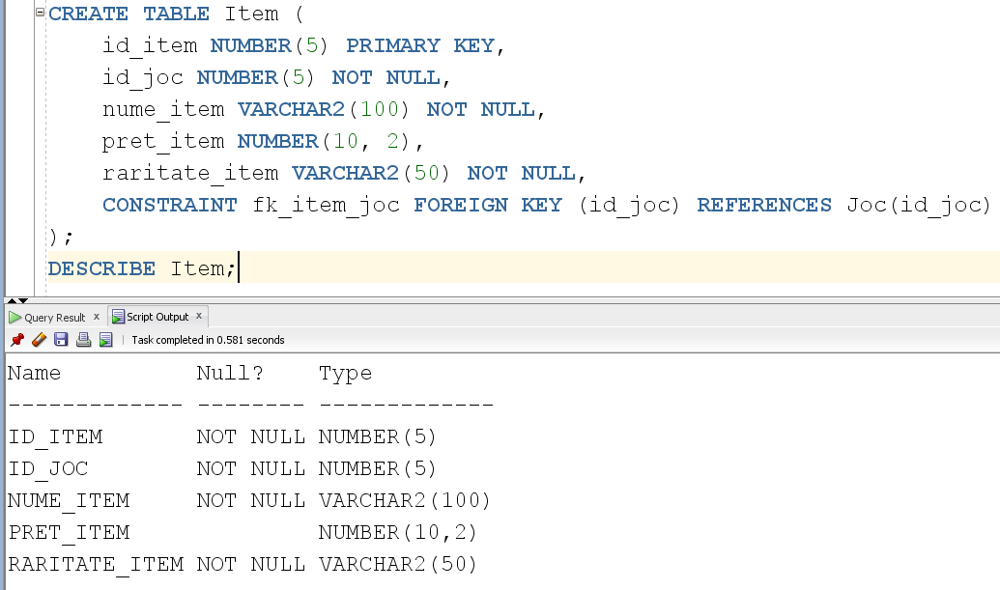 CREATE TABLE Item (
    id_item NUMBER(5) PRIMARY KEY,
    id_joc NUMBER(5) NOT NULL,
    nume_item VARCHAR2(100) NOT NULL,
    pret_item NUMBER(10, 2),
    raritate_item VARCHAR2(50) NOT NULL,
    CONSTRAINT fk_item_joc FOREIGN KEY (id_joc) REFERENCES Joc(id_joc)
);
DESCRIBE Item;
Query Result x Script Output x
Task completed in 0.581 seconds
Name          Null?    Type
------------- -------- -------------
ID_ITEM       NOT NULL NUMBER(5)
ID_JOC        NOT NULL NUMBER(5)
NUME_ITEM     NOT NULL VARCHAR2(100)
PRET_ITEM              NUMBER(10,2)
RARITATE_ITEM NOT NULL VARCHAR2(50)